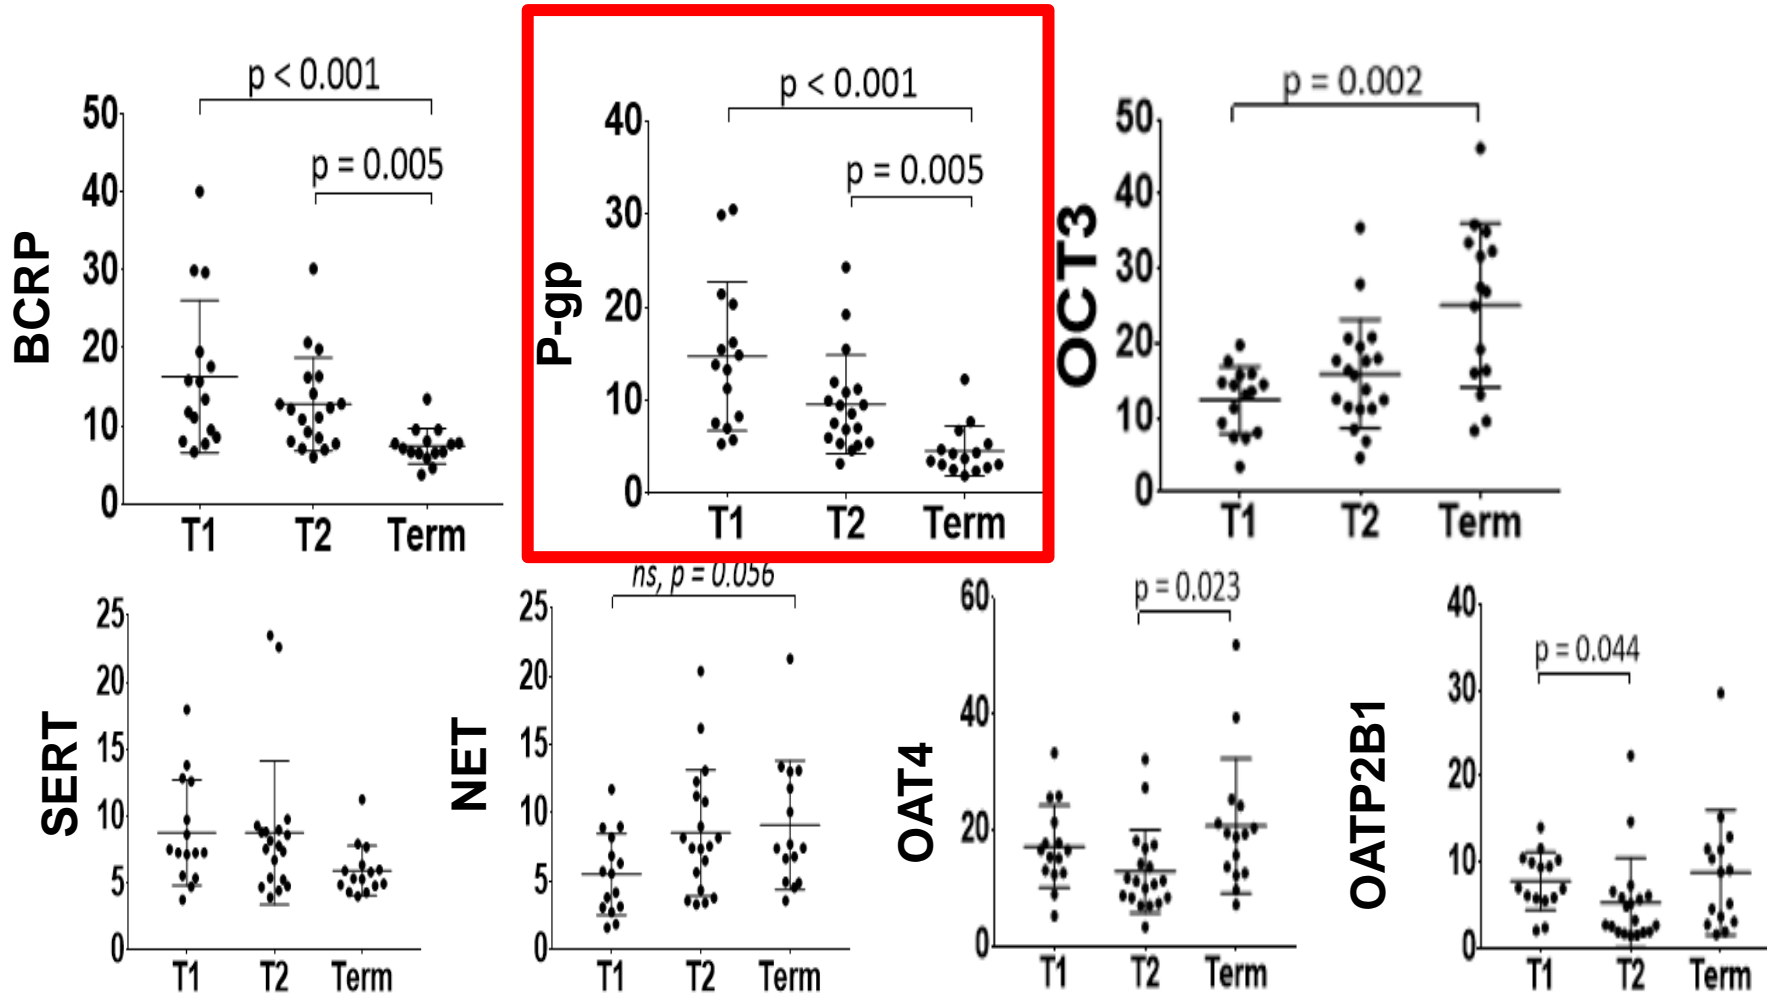 p < 0.001
p = 0.005
50
40
30
20
10
0
BCRP
T1 T2 Term
p < 0.001
p = 0.005
40
30
20
10
0
P-gp
T1 T2 Term
p = 0.002
50
40
30
20
10
0
OCT3
T1 T2 Term
25
20
15
10
5
0
SERT
T1 T2 Term
ns, p = 0.056
25
20
15
10
5
0
NET
T1 T2 Term
p = 0.023
60
40
20
0
OAT4
T1 T2 Term
p = 0.044
40
30
20
10
0
OATP2B1
T1 T2 Term